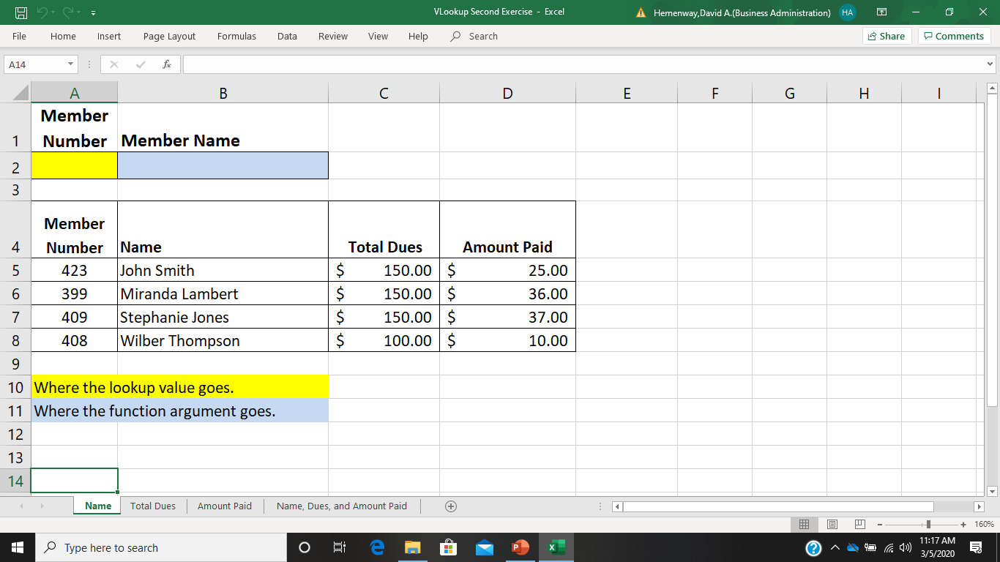 VLookup Second Exercise - Excel
Hemenway,David A.(Business Administration)
HA
File Home Insert Page Layout Formulas Data Review View Help Search Share Comments
A14 fx
A B C D E F G H I
Member
1 Number Member Name
2
3
Member
4 Number Name Total Dues Amount Paid
5 423 John Smith $ 150.00 $ 25.00
6 399 Miranda Lambert $ 150.00 $ 36.00
7 409 Stephanie Jones $ 150.00 $ 37.00
8 408 Wilber Thompson $ 100.00 $ 10.00
9
10 Where the lookup value goes.
11 Where the function argument goes.
12
13
14
Name Total Dues Amount Paid Name, Dues, and Amount Paid
160%
Type here to search
11:17 AM
3/5/2020